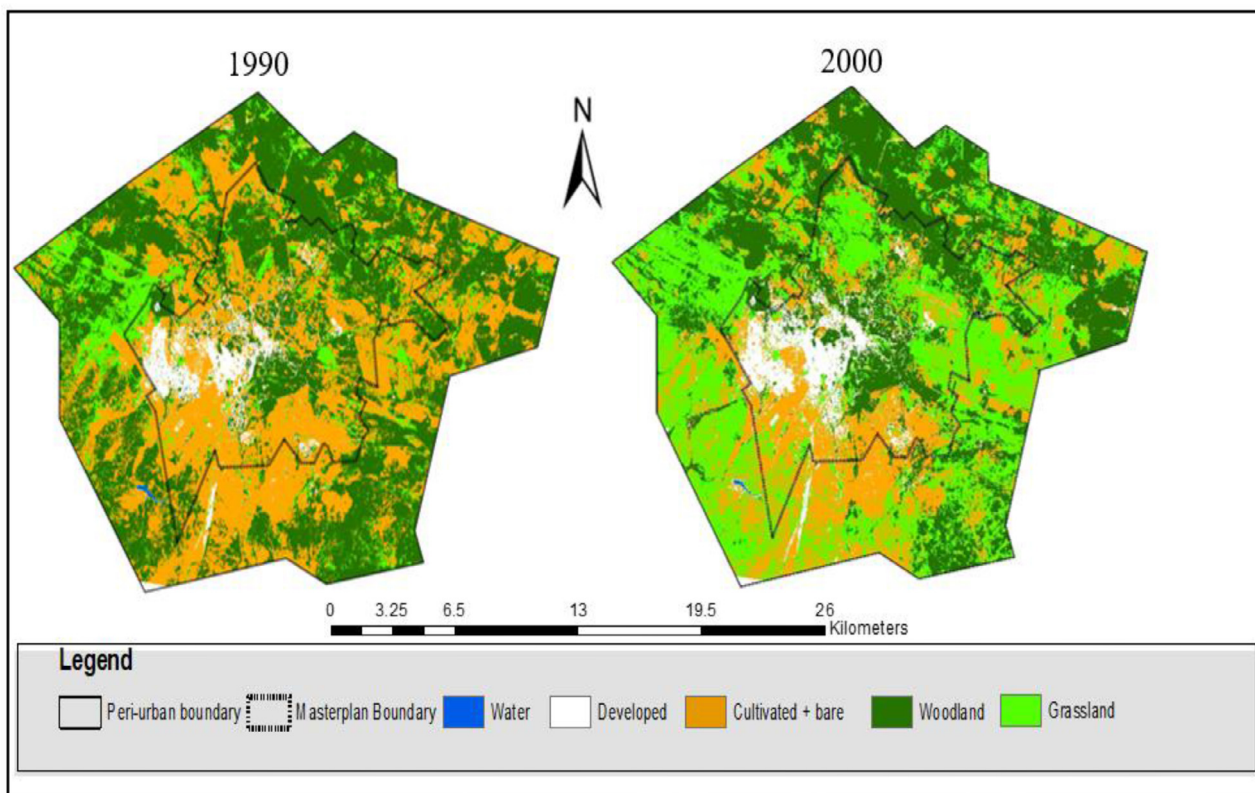 1990
2000
N
0 3.25 6.5 13 19.5 26
Kilometers
Legend
Peri-urban boundary Masterplan Boundary Water Developed Cultivated + bare Woodland Grassland